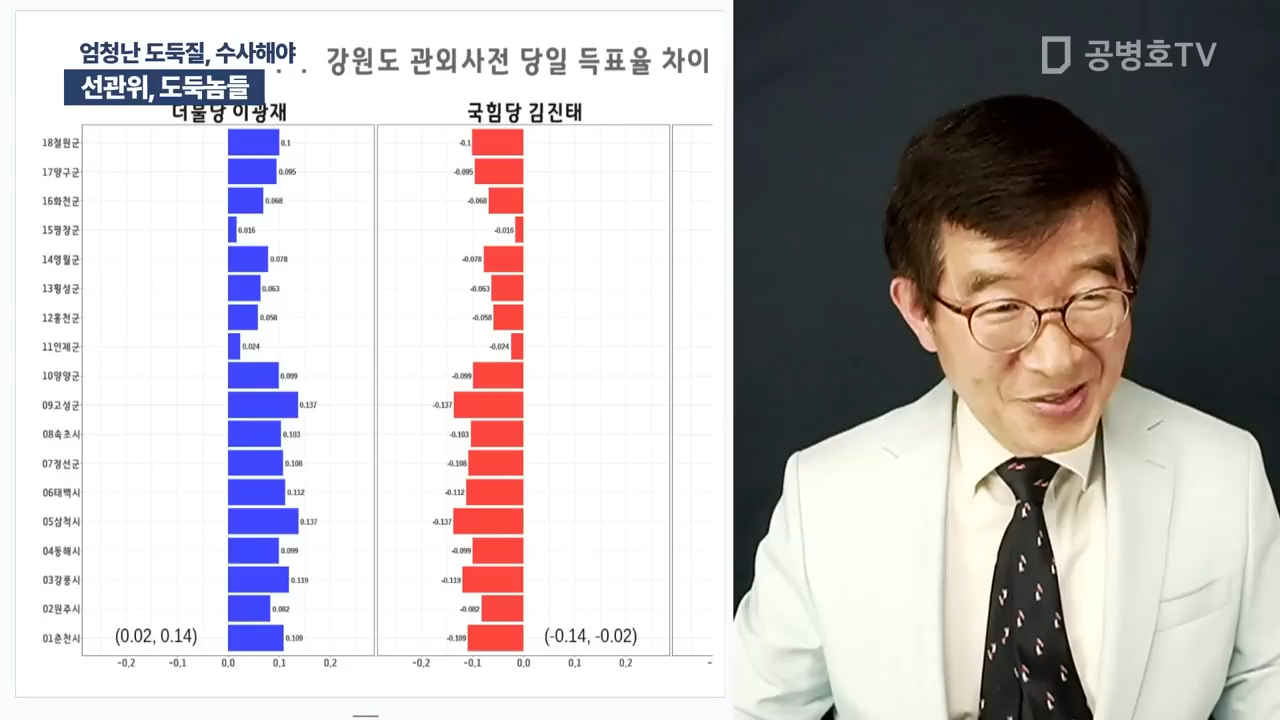 엄청난 도둑질, 수사해야
선관위, 도둑놈들
. . 강원도 관외사전 당일 득표율 차이
공병호TV
더불당 이광재
국힘당 김진태
18철원군 0.1 -0.1
17양구군 0.095 -0.095
16화천군 0.068 -0.068
15평창군 0.016 -0.016
14영월군 0.078 -0.078
13횡성군 0.063 -0.063
12홍천군 0.058 -0.058
11인제군 0.024 -0.024
10양양군 0.099 -0.099
09고성군 0.137 -0.137
08속초시 0.103 -0.103
07정선군 0.108 -0.108
06태백시 0.112 -0.112
05삼척시 0.137 -0.137
04동해시 0.099 -0.099
03강릉시 0.119 -0.119
02원주시 0.082 -0.082
01춘천시 (0.02, 0.14) 0.109 -0.109 (-0.14, -0.02)
-0,2 -0,1 0,0 0,1 0,2 -0,2 -0,1 0,0 0,1 0,2